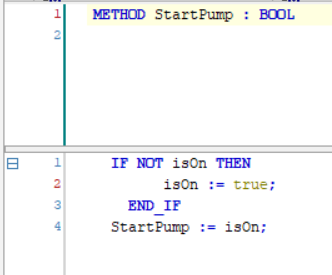 1 METHOD StartPump : BOOL
2
1 IF NOT isOn THEN
2 isOn := true;
3 END_IF
4 StartPump := isOn;